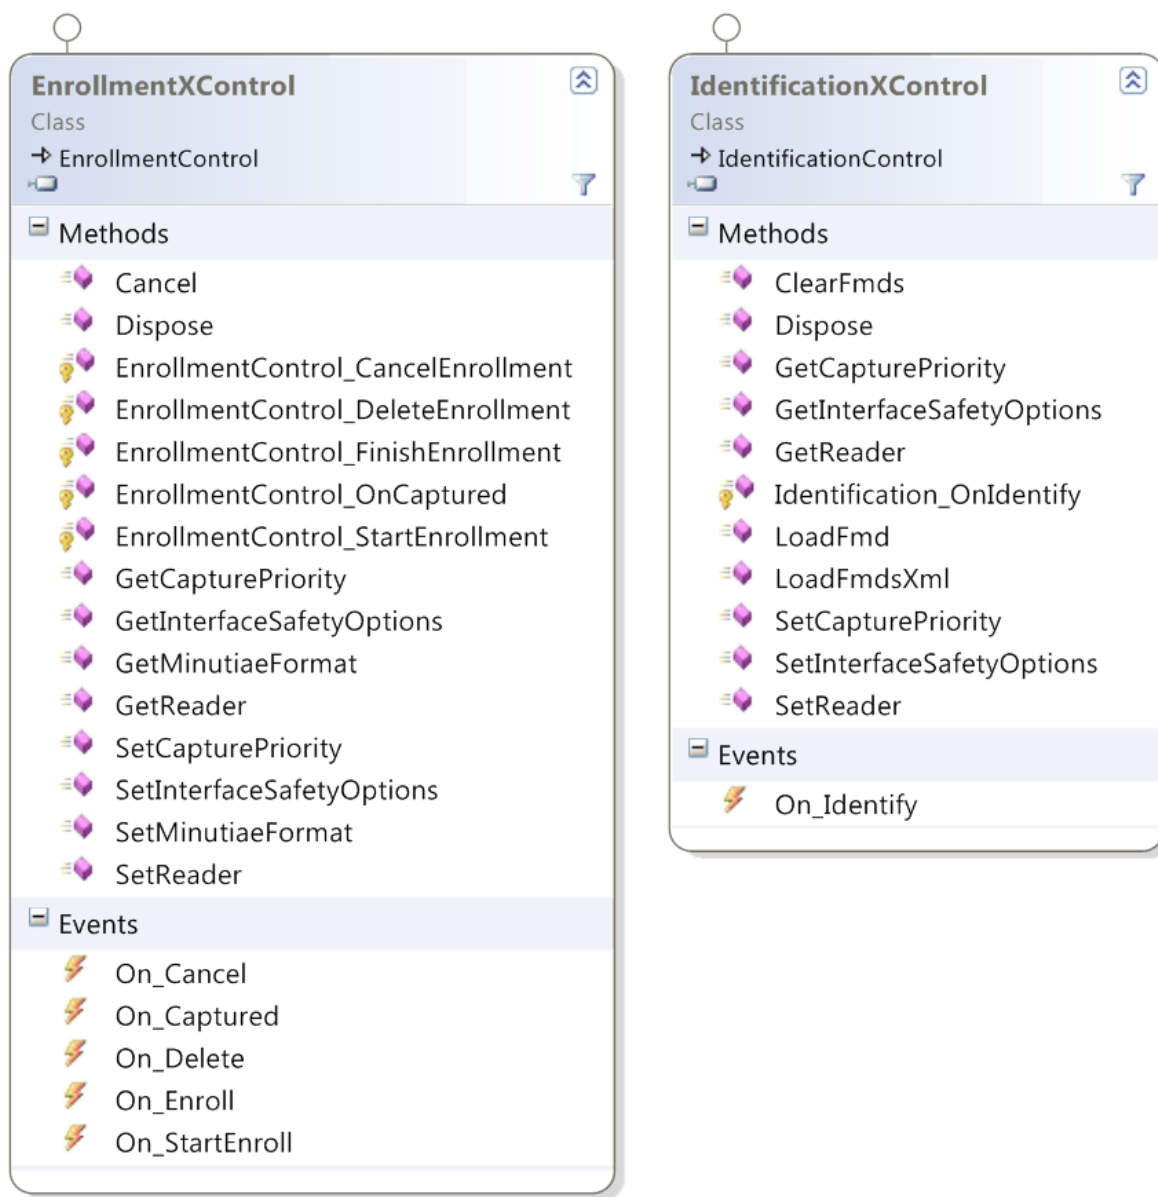 EnrollmentXControl
Class
EnrollmentControl
Methods
Cancel
Dispose
EnrollmentControl_CancelEnrollment
EnrollmentControl_DeleteEnrollment
EnrollmentControl_FinishEnrollment
EnrollmentControl_OnCaptured
EnrollmentControl_StartEnrollment
GetCapturePriority
GetInterfaceSafetyOptions
GetMinutiaeFormat
GetReader
SetCapturePriority
SetInterfaceSafetyOptions
SetMinutiaeFormat
SetReader
Events
On_Cancel
On_Captured
On_Delete
On_Enroll
On_StartEnroll
IdentificationXControl
Class
IdentificationControl
Methods
ClearFmds
Dispose
GetCapturePriority
GetInterfaceSafetyOptions
GetReader
Identification_OnIdentify
LoadFmd
LoadFmdsXml
SetCapturePriority
SetInterfaceSafetyOptions
SetReader
Events
On_Identify